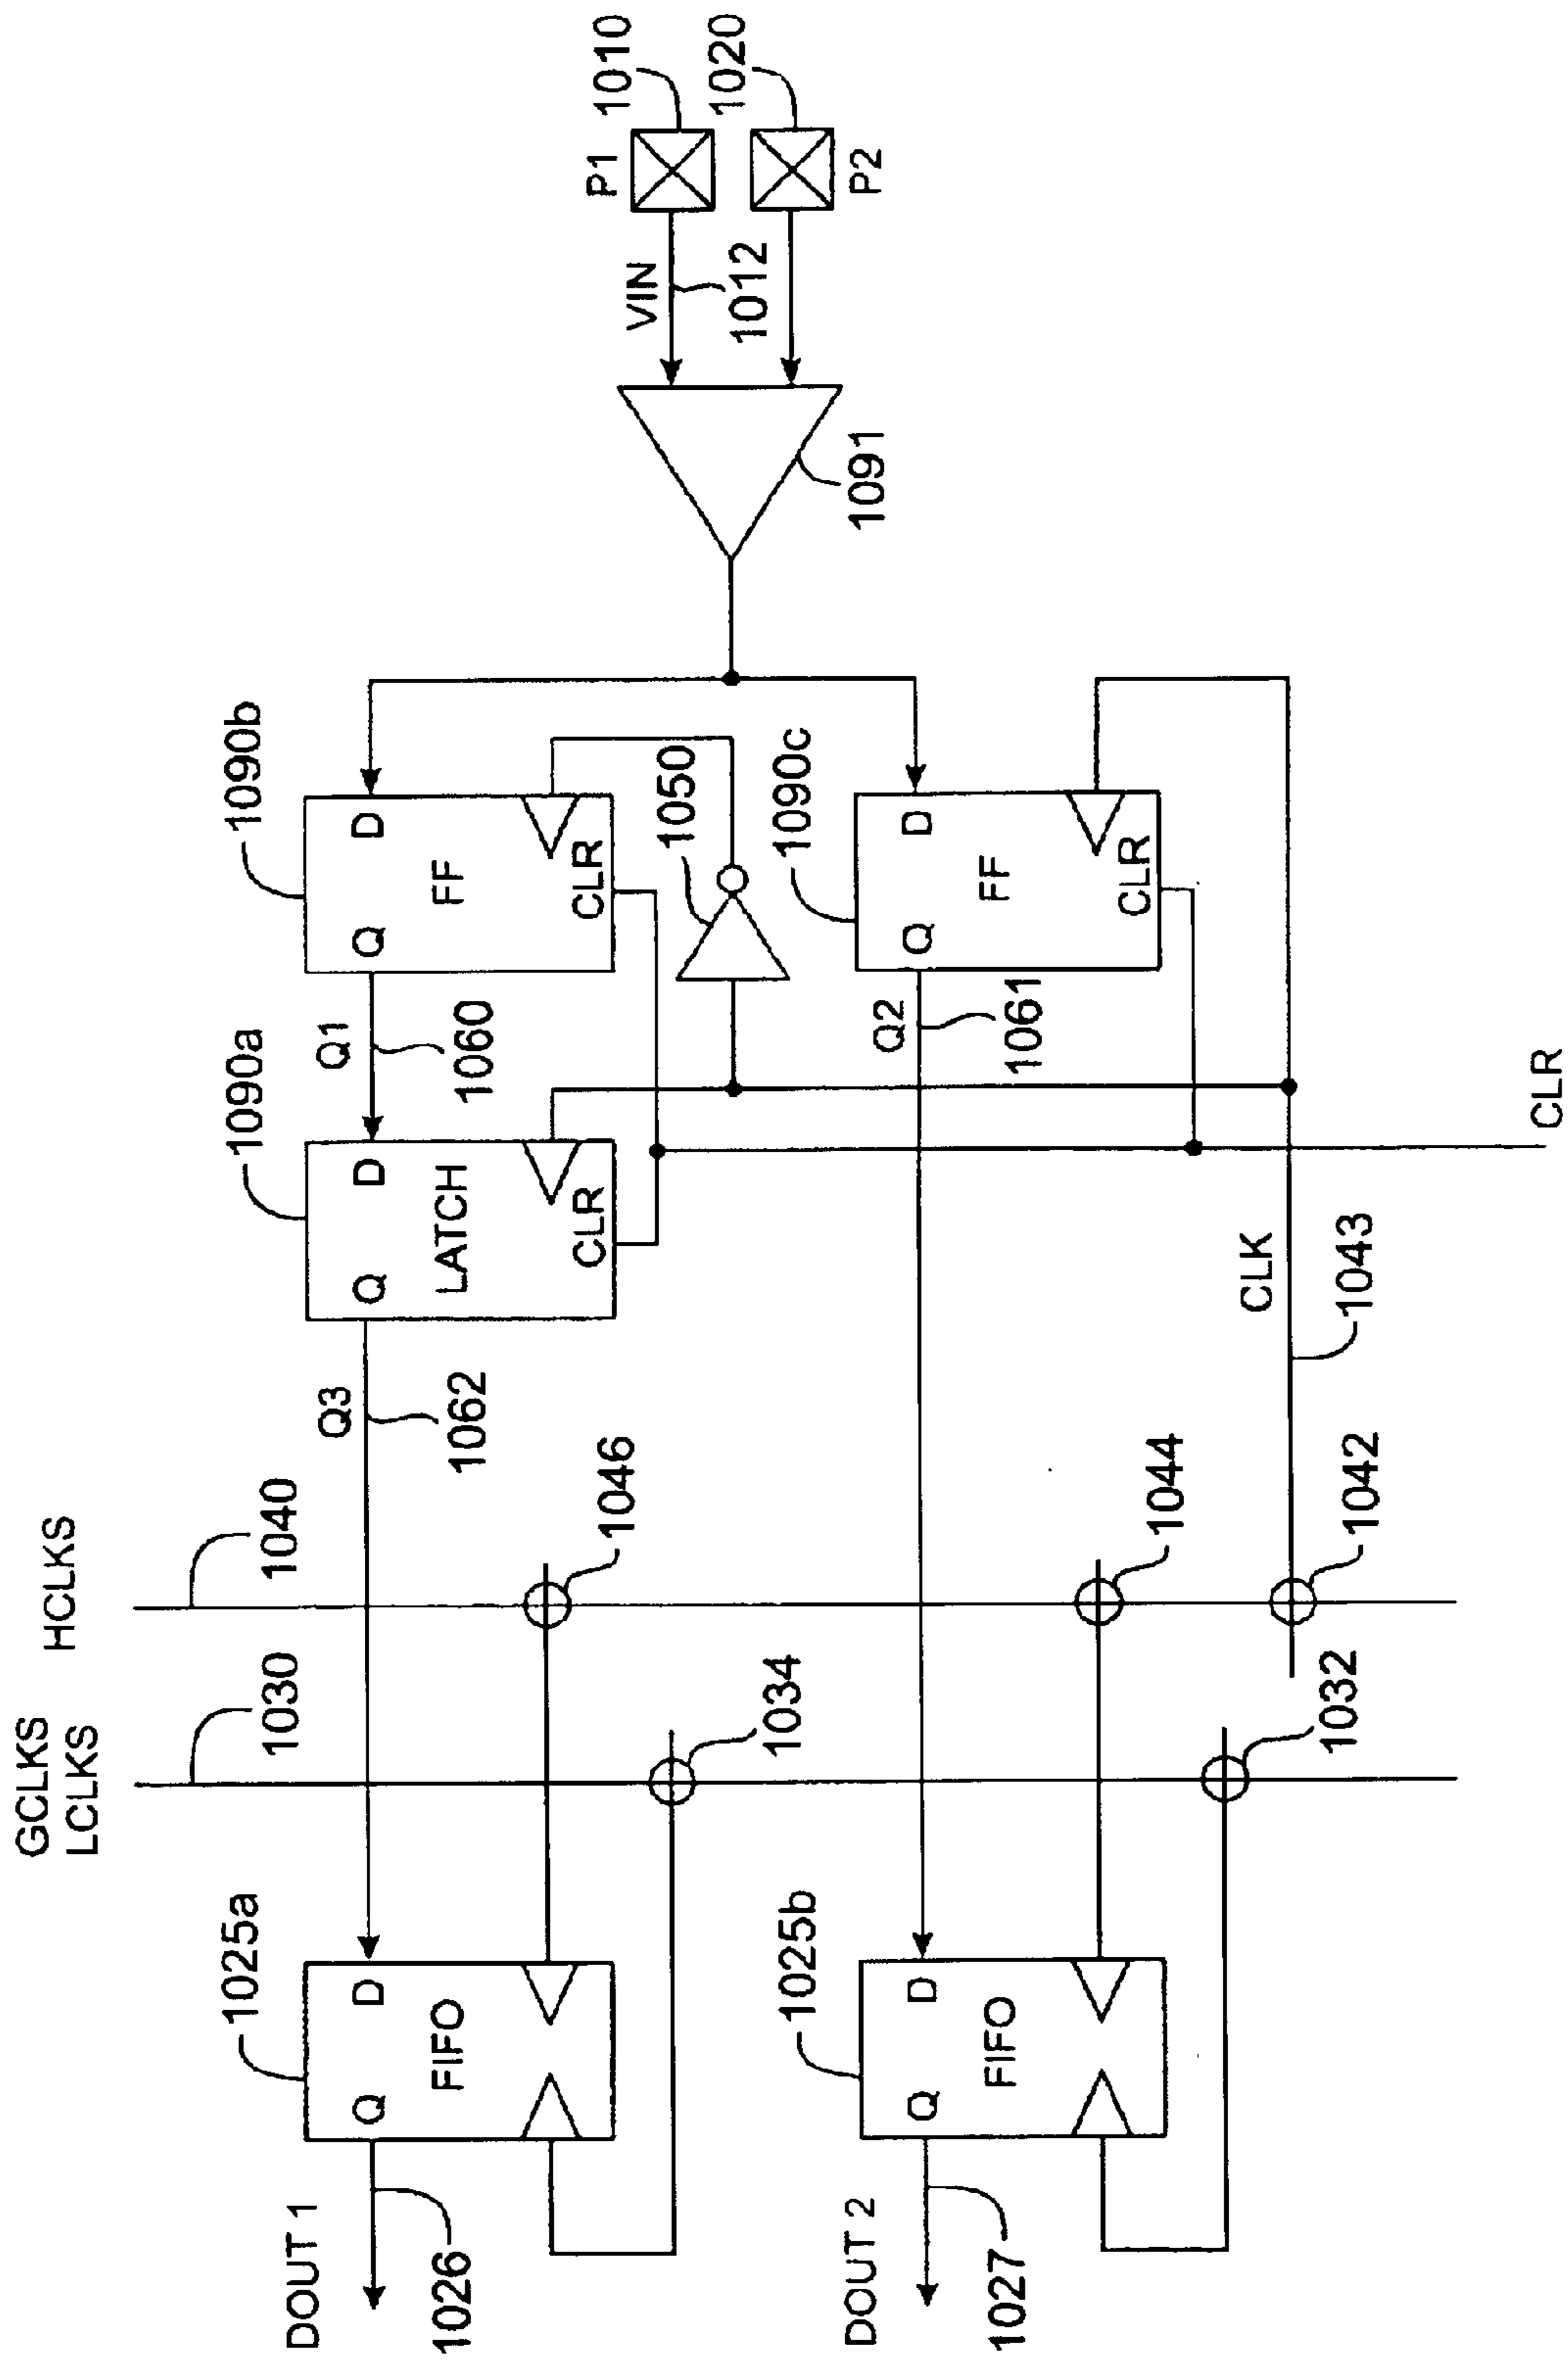 GCLKS
LCLKS
HCLKS
1030
1040
DOUT 1
1026
1025a
Q
D
FIFO
1034
1046
Q3
1062
1090a
Q
D
LATCH
CLR
Q1
1060
1090b
Q
D
FF
CLR
1050
DOUT 2
1027
1025b
Q
D
FIFO
1032
1044
1042
CLK
1043
CLR
Q2
1061
1090c
Q
D
FF
CLR
1091
VIN
1012
P1
1010
P2
1020